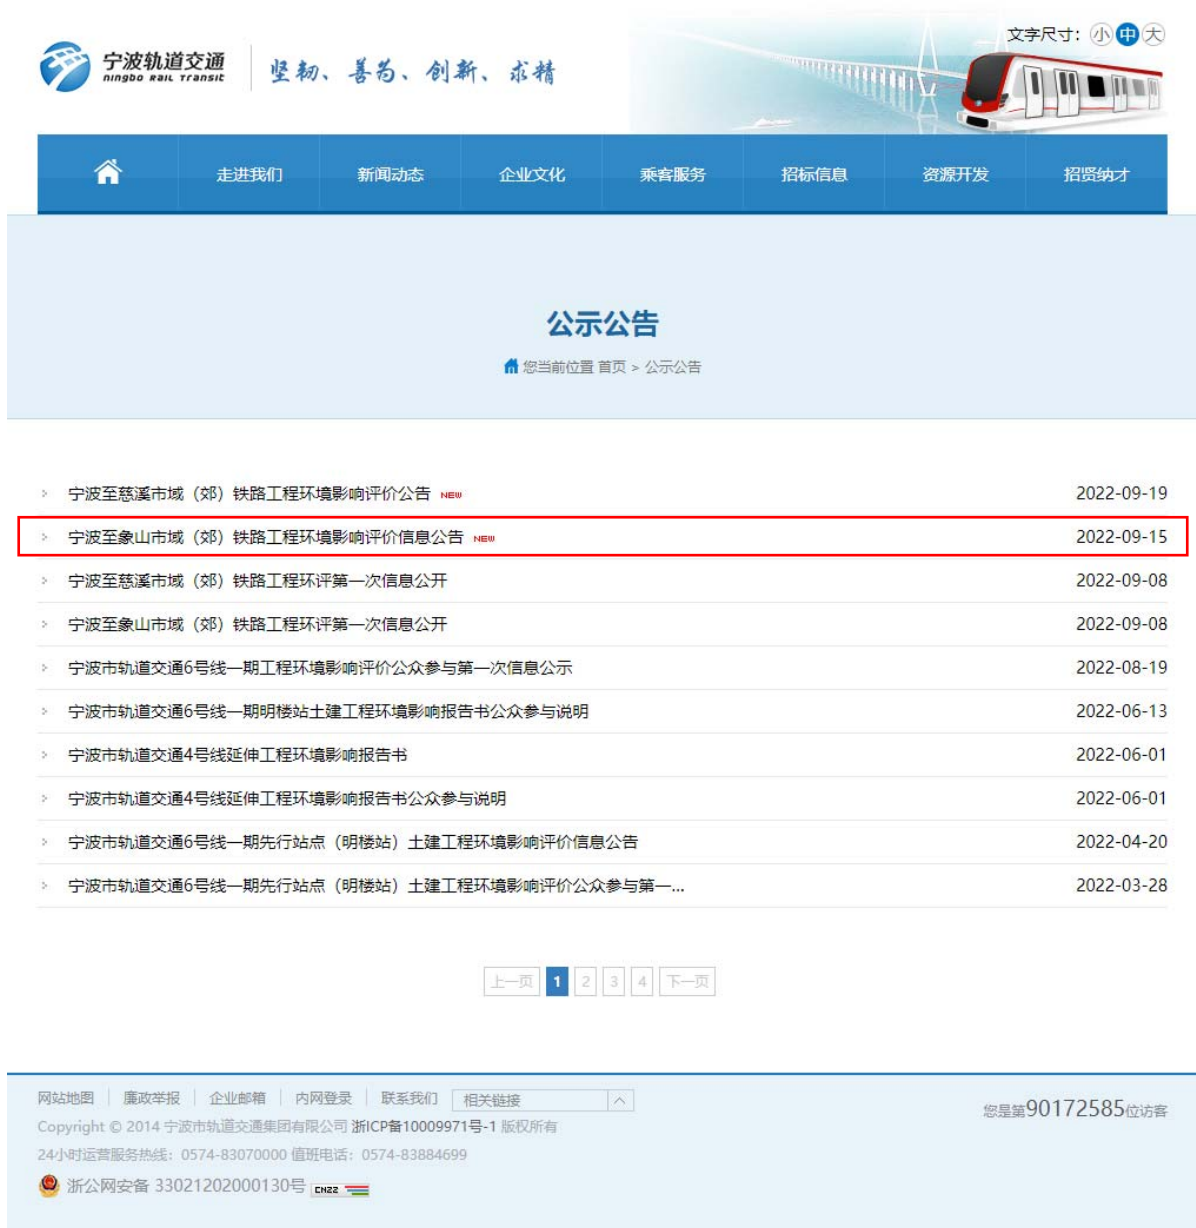 文字尺寸: 小 中 大
宁波轨道交通
ningbo Rail Transit
坚韧、善为、创新、求精
走进我们 新闻动态 企业文化 乘客服务 招标信息 资源开发 招贤纳才
公示公告
您当前位置 首页 > 公示公告
宁波至慈溪市域（郊）铁路工程环境影响评价公告 NEW 2022-09-19
宁波至象山市域（郊）铁路工程环境影响评价信息公告 NEW 2022-09-15
宁波至慈溪市域（郊）铁路工程环评第一次信息公开 2022-09-08
宁波至象山市域（郊）铁路工程环评第一次信息公开 2022-09-08
宁波市轨道交通6号线一期工程环境影响评价公众参与第一次信息公示 2022-08-19
宁波市轨道交通6号线一期明楼站土建工程环境影响报告书公众参与说明 2022-06-13
宁波市轨道交通4号线延伸工程环境影响报告书 2022-06-01
宁波市轨道交通4号线延伸工程环境影响报告书公众参与说明 2022-06-01
宁波市轨道交通6号线一期先行站点（明楼站）土建工程环境影响评价信息公告 2022-04-20
宁波市轨道交通6号线一期先行站点（明楼站）土建工程环境影响评价公众参与第一... 2022-03-28
上一页 1 2 3 4 下一页
网站地图 廉政举报 企业邮箱 内网登录 联系我们 相关链接
您是第90172585位访客
Copyright © 2014 宁波市轨道交通集团有限公司 浙ICP备10009971号-1 版权所有
24小时运营服务热线：0574-83070000 值班电话：0574-83884699
浙公网安备 33021202000130号 CNZZ